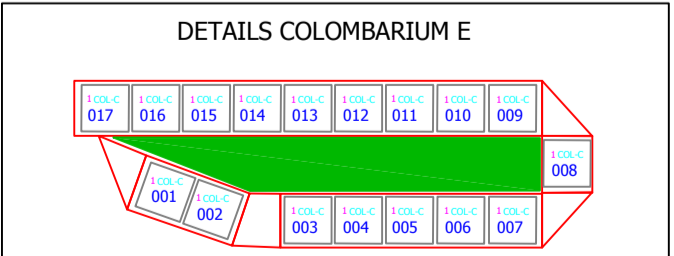 DETAILS COLOMBARIUM E
1 COL-C 1 COL-C 1 COL-C 1 COL-C 1 COL-C 1 COL-C 1 COL-C 1 COL-C 1 COL-C
017 016 015 014 013 012 011 010 009
1 COL-C
008
1 COL-C
001
1 COL-C
002
1 COL-C 1 COL-C 1 COL-C 1 COL-C 1 COL-C
003 004 005 006 007